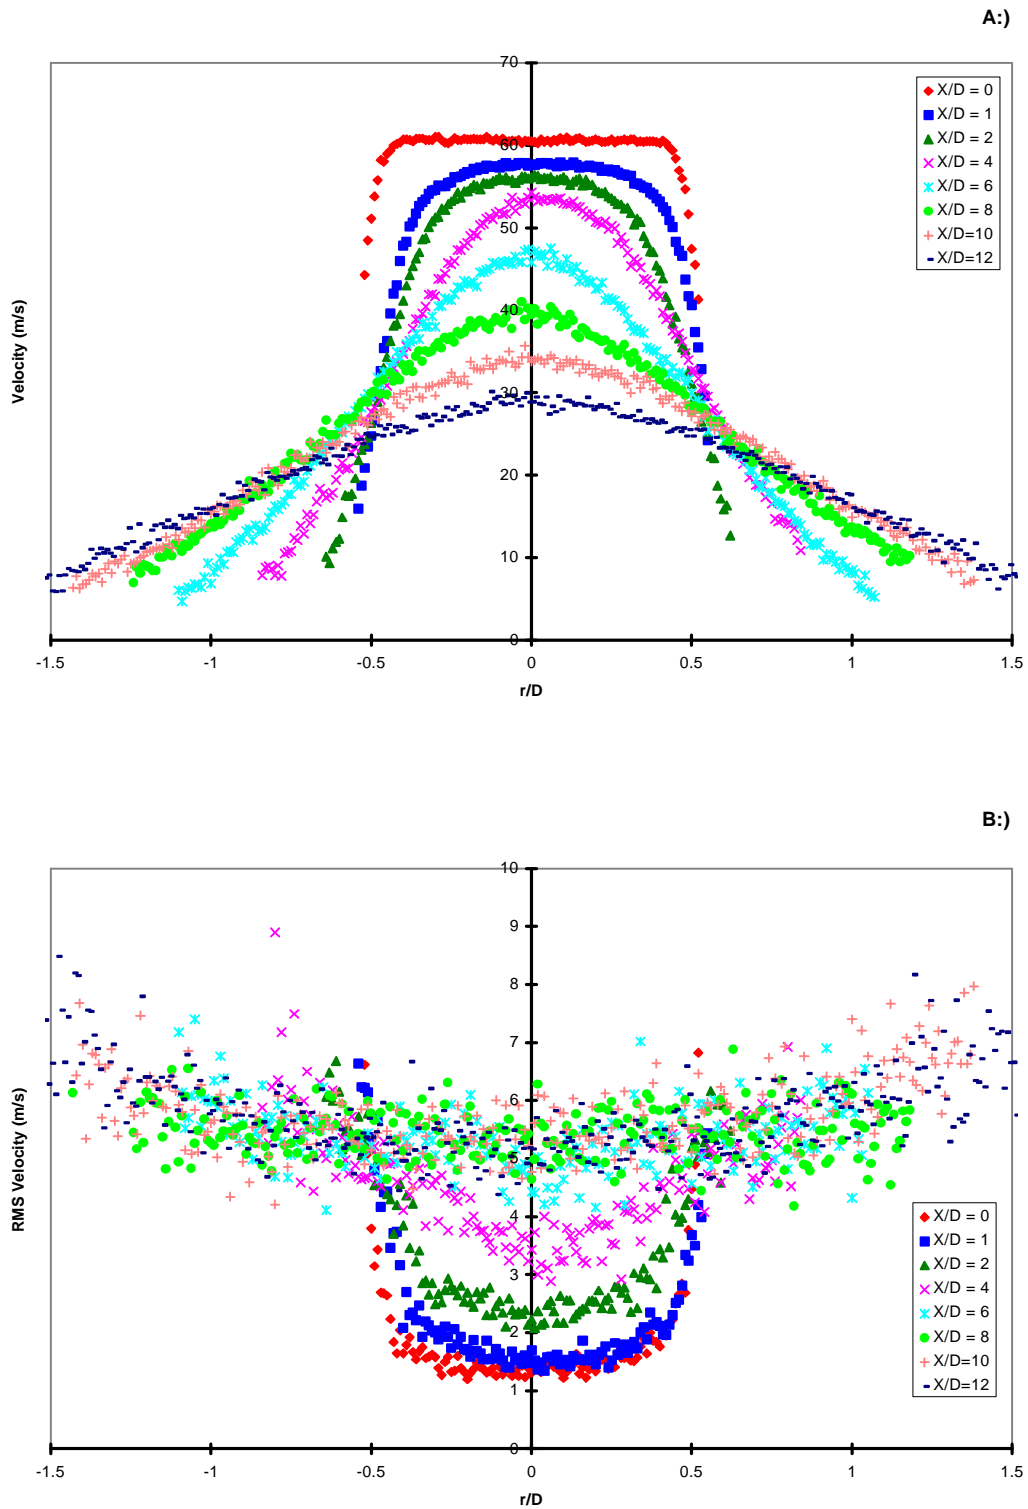 A:)
70
60
50
40
30
20
10
0
-1.5 -1 -0.5 0 0.5 1 1.5
r/D
Velocity (m/s)
X/D = 0
X/D = 1
X/D = 2
X/D = 4
X/D = 6
X/D = 8
X/D=10
X/D=12
B:)
10
9
8
7
6
5
4
3
2
1
0
-1.5 -1 -0.5 0 0.5 1 1.5
r/D
RMS Velocity (m/s)
X/D = 0
X/D = 1
X/D = 2
X/D = 4
X/D = 6
X/D = 8
X/D=10
X/D=12